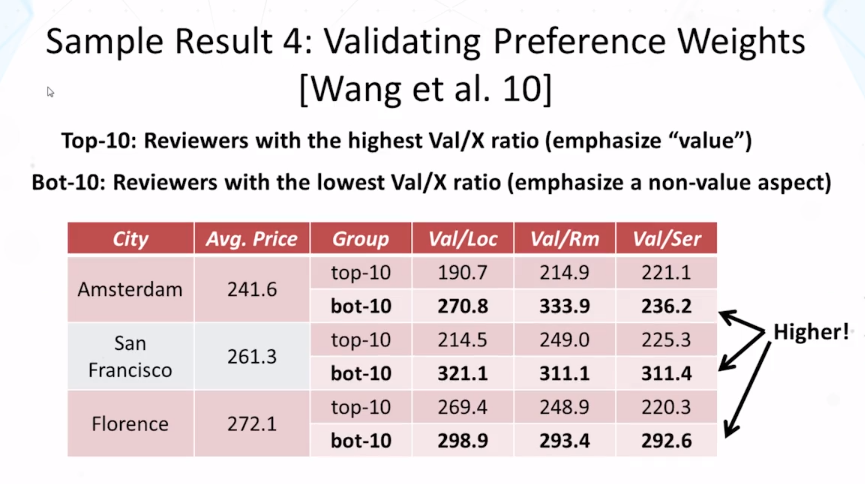 Sample Result 4: Validating Preference Weights
[Wang et al. 10]
Top-10: Reviewers with the highest Val/X ratio (emphasize “value”)
Bot-10: Reviewers with the lowest Val/X ratio (emphasize a non-value aspect)
City Avg. Price Group Val/Loc Val/Rm Val/Ser
Amsterdam 241.6 top-10 190.7 214.9 221.1
bot-10 270.8 333.9 236.2
San Francisco 261.3 top-10 214.5 249.0 225.3
bot-10 321.1 311.1 311.4
Florence 272.1 top-10 269.4 248.9 220.3
bot-10 298.9 293.4 292.6
Higher!